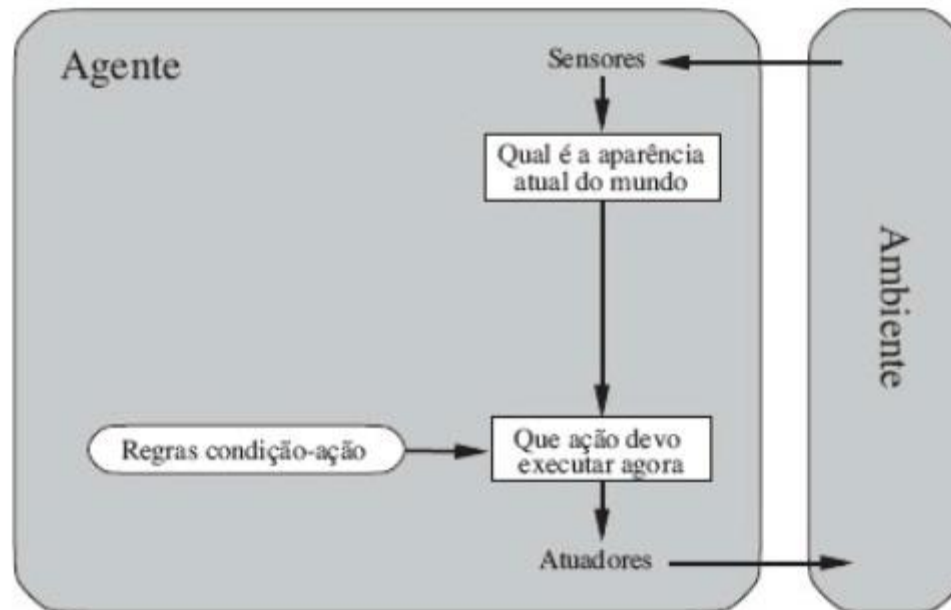 Agente
Sensores
Qual é a aparência
atual do mundo
Ambiente
Regras condição-ação
Que ação devo
executar agora
Atuadores